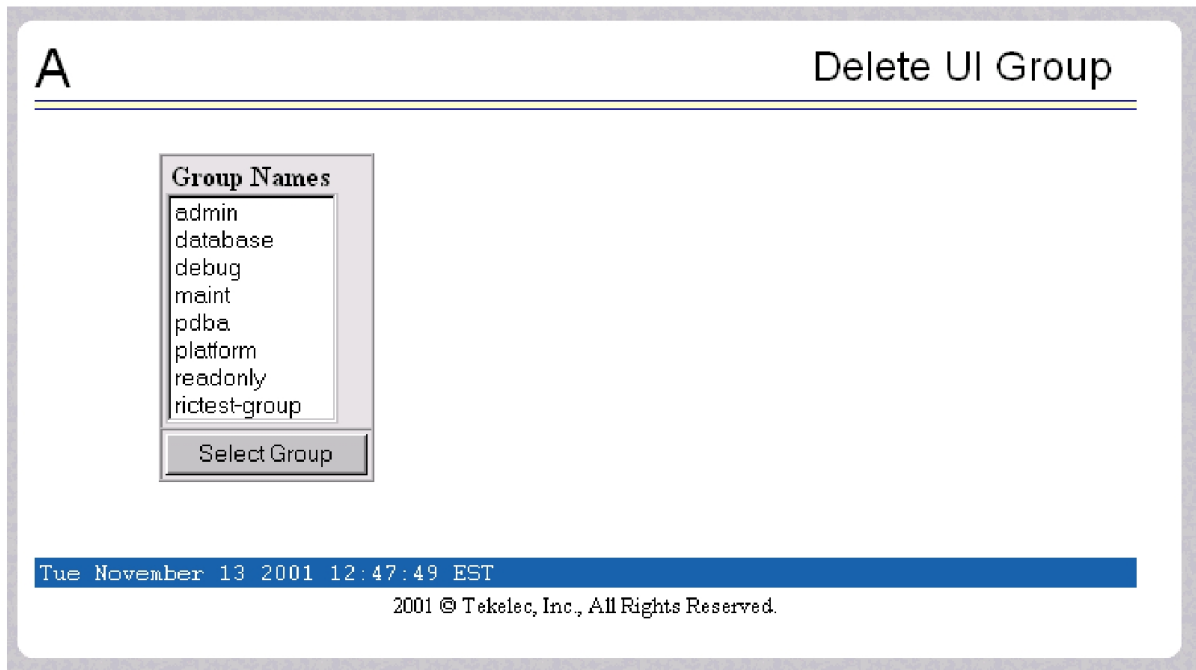 A
Delete UI Group
Group Names
admin
database
debug
maint
pdba
platform
readonly
rictest-group
Select Group
Tue November 13 2001 12:47:49 EST
2001 © Tekelec, Inc., All Rights Reserved.